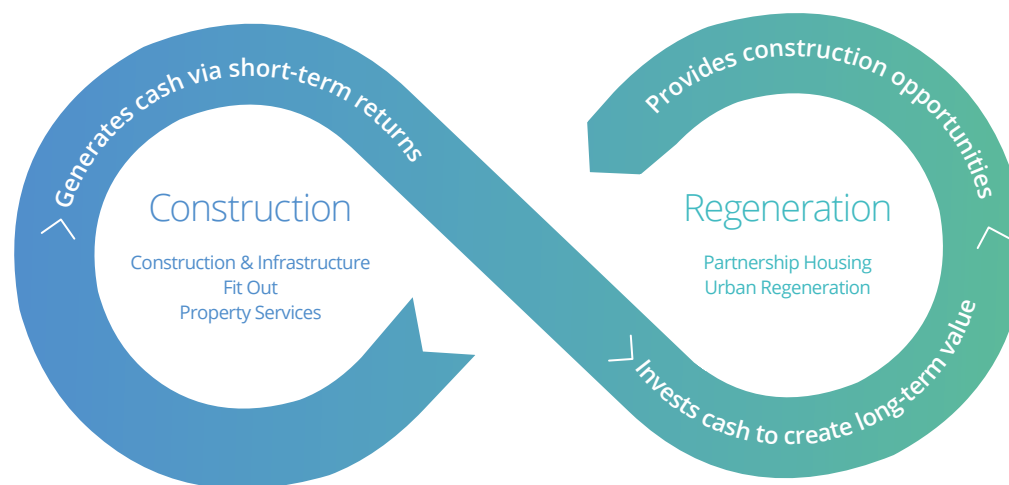 Generates cash via short-term returns
Construction
Construction & Infrastructure
Fit Out
Property Services
Provides construction opportunities
Regeneration
Partnership Housing
Urban Regeneration
Invests cash to create long-term value